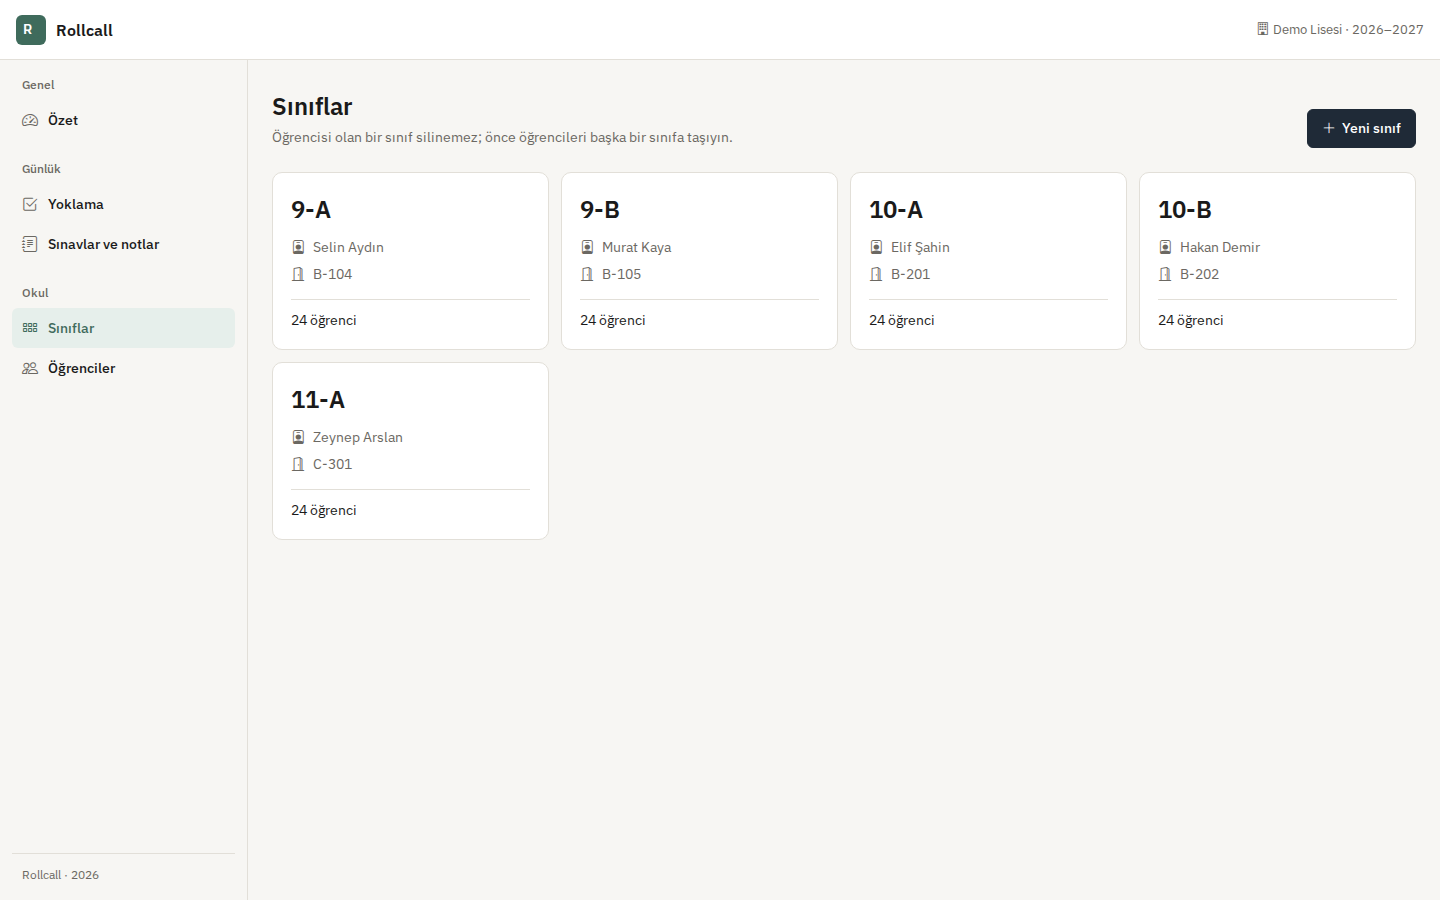 R Rollcall
Demo Lisesi · 2026–2027
Genel
Özet
Günlük
Yoklama
Sınavlar ve notlar
Okul
Sınıflar
Öğrenciler
Rollcall · 2026
Sınıflar
Öğrencisi olan bir sınıf silinemez; önce öğrencileri başka bir sınıfa taşıyın.
Yeni sınıf
9-A
Selin Aydın
B-104
24 öğrenci
9-B
Murat Kaya
B-105
24 öğrenci
10-A
Elif Şahin
B-201
24 öğrenci
10-B
Hakan Demir
B-202
24 öğrenci
11-A
Zeynep Arslan
C-301
24 öğrenci